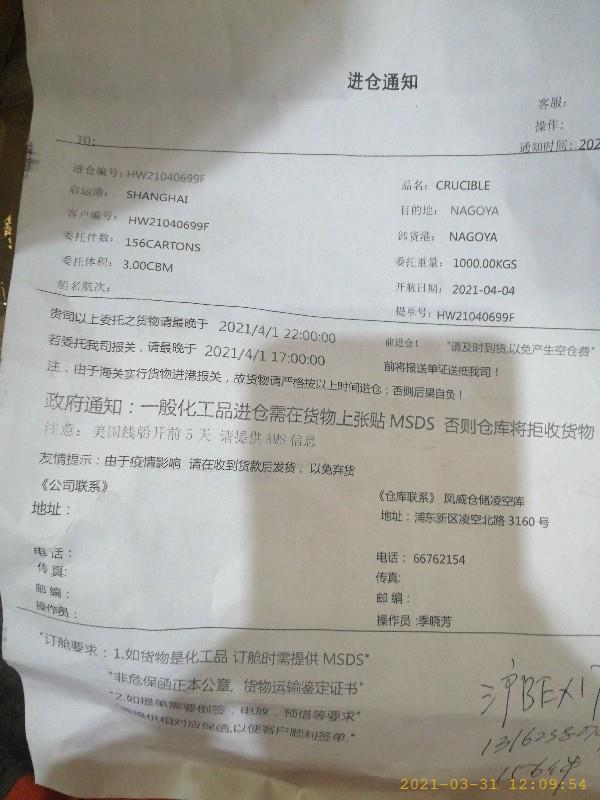 进仓通知
客服：
操作：
TO:
通知时间：202
进仓编号：HW21040699F
品名：CRUCIBLE
启运港： SHANGHAI
目的地： NAGOYA
客户编号： HW21040699F
卸货港： NAGOYA
委托件数： 156CARTONS
委托重量： 1000.00KGS
委托体积： 3.00CBM
开航日期： 2021-04-04
船名航次：
提单号：HW21040699F
贵司以上委托之货物请最晚于 2021/4/1 22:00:00 前进仓！ "请及时到货,以免产生空仓费"
若委托我司报关，请最晚于 2021/4/1 17:00:00 前将报送单证送抵我司！
注．由于海关实行货物进港报关，故货物请严格按以上时间进仓；否则后果自负！
政府通知：一般化工品进仓需在货物上张贴 MSDS 否则仓库将拒收货物
注意：美国线船开前 5 天 请提供 AMS 信息
友情提示：由于疫情影响 请在收到货款后发货，以免弃货
《公司联系》
《仓库联系》 凤威仓储凌空库
地址：
地址：浦东新区凌空北路 3160 号
电话：
电话： 66762154
传真:
传真:
邮编：
邮编：
操作员：
操作员 :季晓芳
"订舱要求：1.如货物是化工品 订舱时需提供 MSDS"
"非危保函正本公章，货物运输鉴定证书"
"2.如提单需要倒签，电放，预借等要求"
提供相对应保函,以便客户顺利签单."
2021-03-31 12:09:54